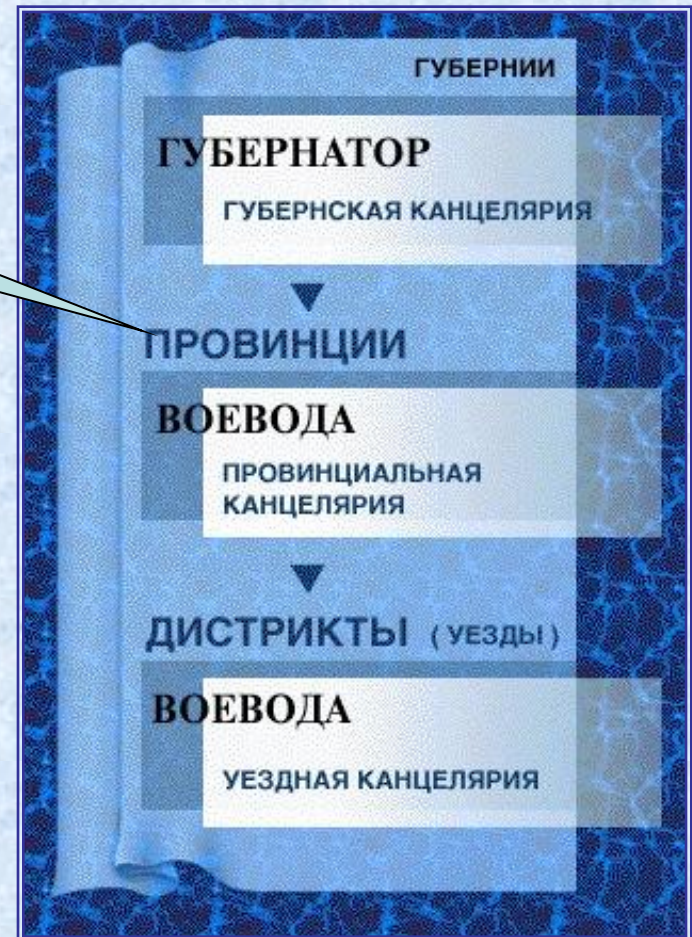 ГУБЕРНИИ
ГУБЕРНАТОР
ГУБЕРНСКАЯ КАНЦЕЛЯРИЯ
ПРОВИНЦИИ
ВОЕВОДА
ПРОВИНЦИАЛЬНАЯ
КАНЦЕЛЯРИЯ
ДИСТРИКТЫ (УЕЗДЫ)
ВОЕВОДА
УЕЗДНАЯ КАНЦЕЛЯРИЯ